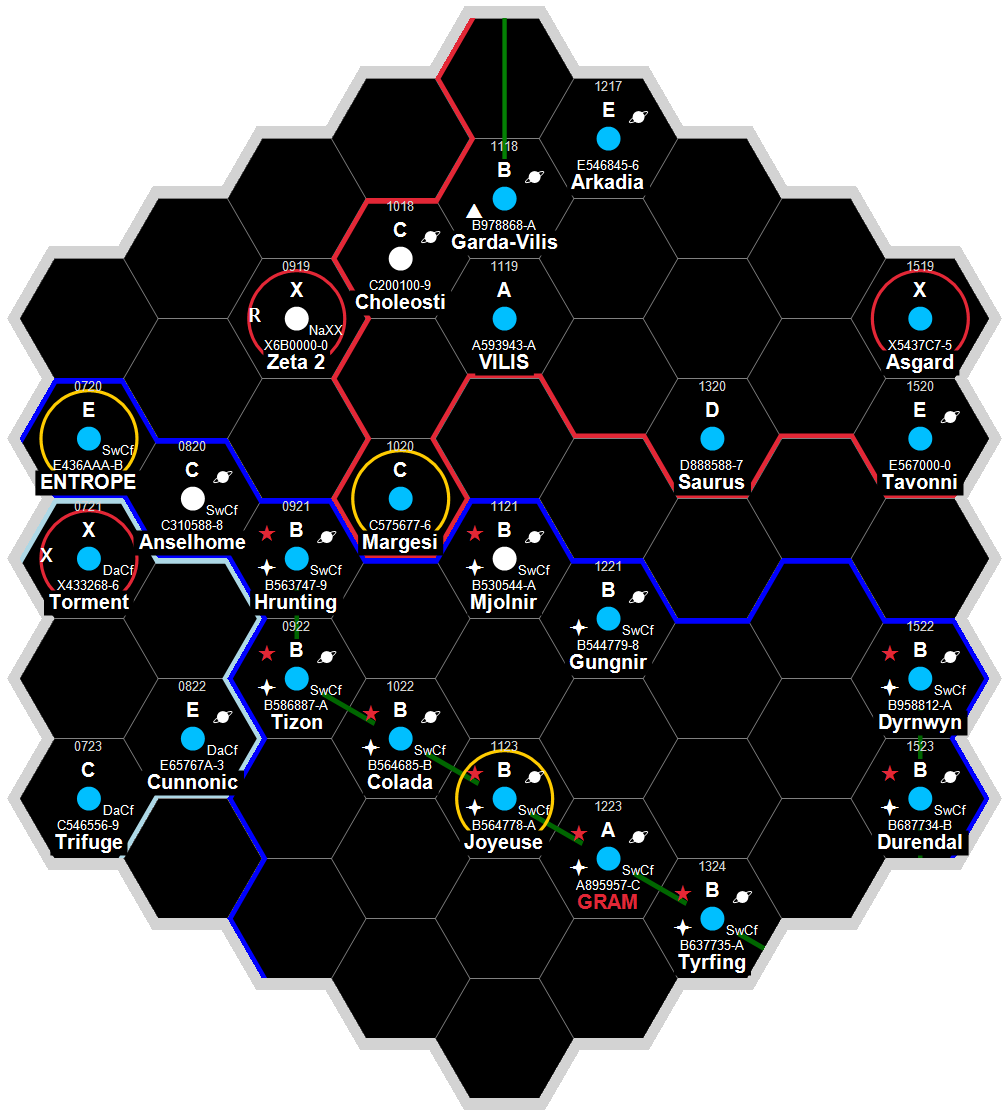 1217
E
E546845-6
Arkadia
1118
B
B978868-A
Garda-Vilis
1018
C
C200100-9
Choleosti
0919
X
R
NaXX
X6B0000-0
Zeta 2
1119
A
A593943-A
VILIS
1519
X
X5437C7-5
Asgard
0720
E
SwCf
E436AAA-B
ENTROPE
1320
D
D888588-7
Saurus
1520
E
E567000-0
Tavonni
0820
C
SwCf
C310588-8
Anselhome
1020
C
C575677-6
Margesi
0721
X
X
DaCf
X433268-6
Torment
0921
B
SwCf
B563747-9
Hrunting
1121
B
SwCf
B530544-A
Mjolnir
1221
B
SwCf
B544779-8
Gungnir
0922
B
SwCf
B586887-A
Tizon
1522
B
SwCf
B958812-A
Dyrnwyn
0822
E
DaCf
E65767A-3
Cunnonic
1022
B
SwCf
B564685-B
Colada
0723
C
DaCf
C546556-9
Trifuge
1123
B
SwCf
B564778-A
Joyeuse
1523
B
SwCf
B687734-B
Durendal
1223
A
SwCf
A895957-C
GRAM
1324
B
SwCf
B637735-A
Tyrfing